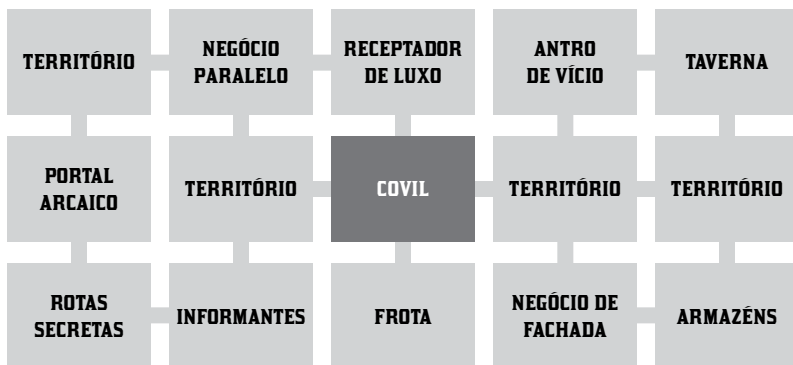 TERRITÓRIO
NEGÓCIO
PARALELO
RECEPTADOR
DE LUXO
ANTRO
DE VÍCIO
TAVERNA
PORTAL
ARCAICO
TERRITÓRIO
COVIL
TERRITÓRIO
TERRITÓRIO
ROTAS
SECRETAS
INFORMANTES
FROTA
NEGÓCIO DE
FACHADA
ARMAZÉNS